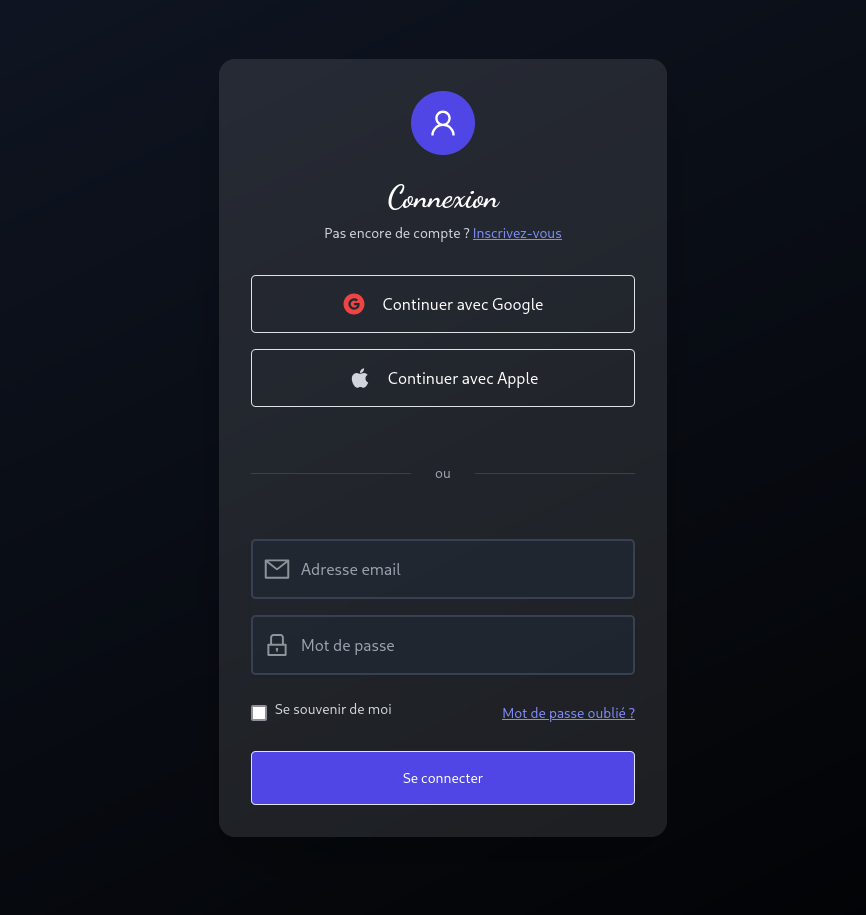 Connexion
Pas encore de compte ? Inscrivez-vous
Continuer avec Google
Continuer avec Apple
ou
Adresse email
Mot de passe
Se souvenir de moi
Mot de passe oublié ?
Se connecter